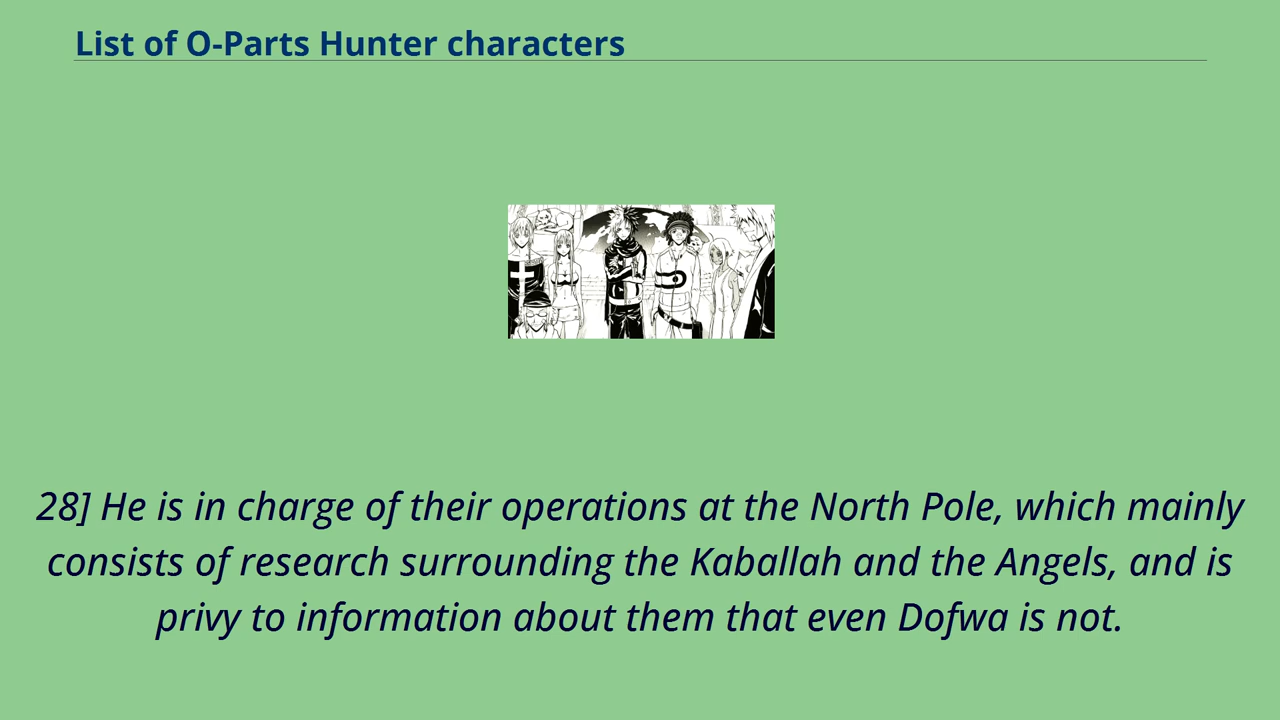 List of O-Parts Hunter characters
28] He is in charge of their operations at the North Pole, which mainly
consists of research surrounding the Kaballah and the Angels, and is
privy to information about them that even Dofwa is not.